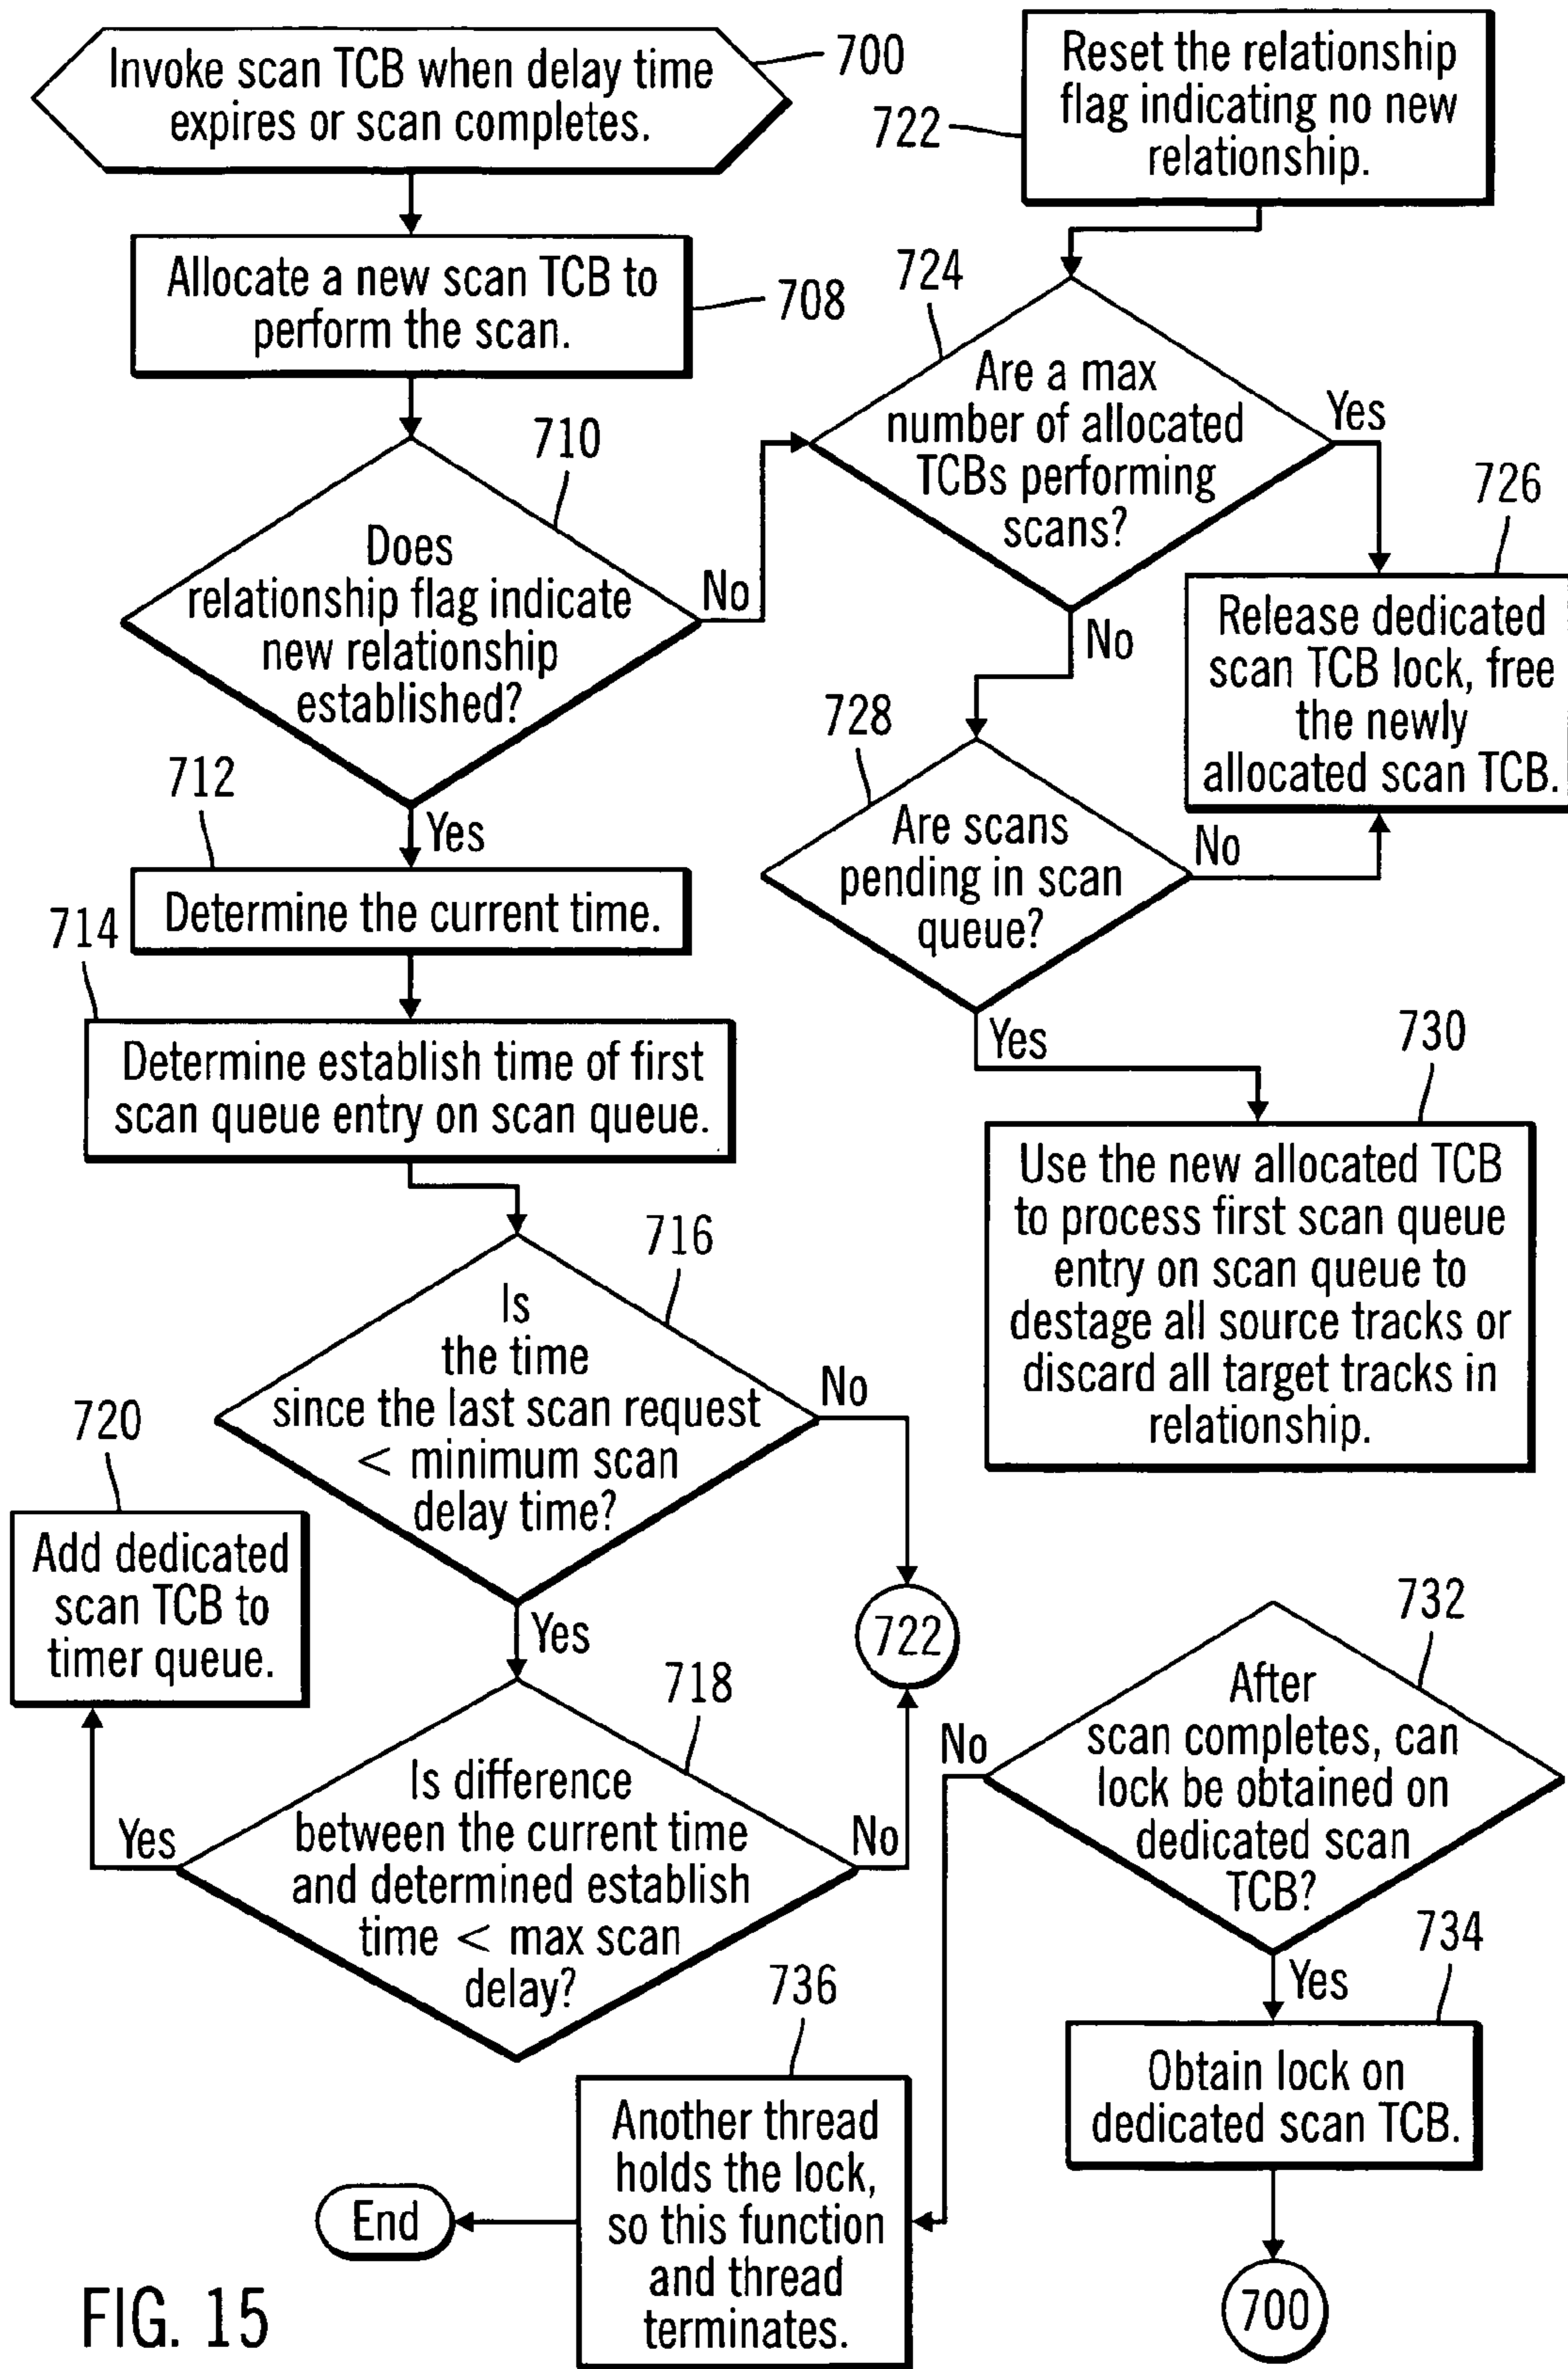 Invoke scan TCB when delay time
expires or scan completes.
700
Allocate a new scan TCB to
perform the scan.
708
710
Does
relationship flag indicate
new relationship
established?
No
Yes
712
Determine the current time.
714
Determine establish time of first
scan queue entry on scan queue.
716
Is
the time
since the last scan request
< minimum scan
delay time?
No
Yes
720
Add dedicated
scan TCB to
timer queue.
722
718
Is difference
between the current time
and determined establish
time < max scan
delay?
Yes
No
Reset the relationship
flag indicating no new
relationship.
722
724
Are a max
number of allocated
TCBs performing
scans?
Yes
No
726
Release dedicated
scan TCB lock, free
the newly
allocated scan TCB.
728
Are scans
pending in scan
queue?
No
Yes
730
Use the new allocated TCB
to process first scan queue
entry on scan queue to
destage all source tracks or
discard all target tracks in
relationship.
732
After
scan completes, can
lock be obtained on
dedicated scan
TCB?
No
Yes
734
Obtain lock on
dedicated scan TCB.
700
736
Another thread
holds the lock,
so this function
and thread
terminates.
End
FIG. 15